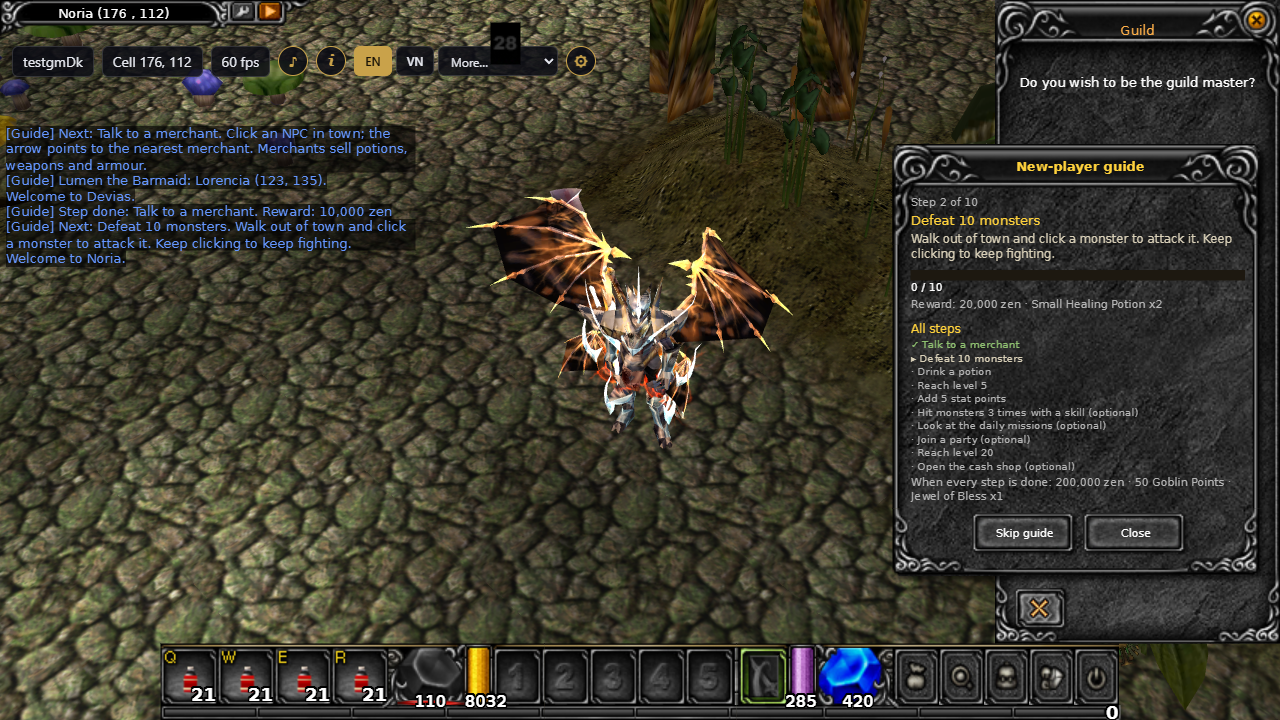 Noria (176 , 112)
testgmDk
Cell 176, 112
60 fps
EN
VN
More...
28
[Guide] Next: Talk to a merchant. Click an NPC in town; the
arrow points to the nearest merchant. Merchants sell potions,
weapons and armour.
[Guide] Lumen the Barmaid: Lorencia (123, 135).
Welcome to Devias.
[Guide] Step done: Talk to a merchant. Reward: 10,000 zen
[Guide] Next: Defeat 10 monsters. Walk out of town and click
a monster to attack it. Keep clicking to keep fighting.
Welcome to Noria.
Guild
Do you wish to be the guild master?
New-player guide
Step 2 of 10
Defeat 10 monsters
Walk out of town and click a monster to attack it. Keep
clicking to keep fighting.
0 / 10
Reward: 20,000 zen · Small Healing Potion x2
All steps
✓ Talk to a merchant
▸ Defeat 10 monsters
· Drink a potion
· Reach level 5
· Add 5 stat points
· Hit monsters 3 times with a skill (optional)
· Look at the daily missions (optional)
· Join a party (optional)
· Reach level 20
· Open the cash shop (optional)
When every step is done: 200,000 zen · 50 Goblin Points ·
Jewel of Bless x1
Skip guide
Close
Q
W
E
R
21
21
21
21
110
8032
1
2
3
4
5
285
420
0